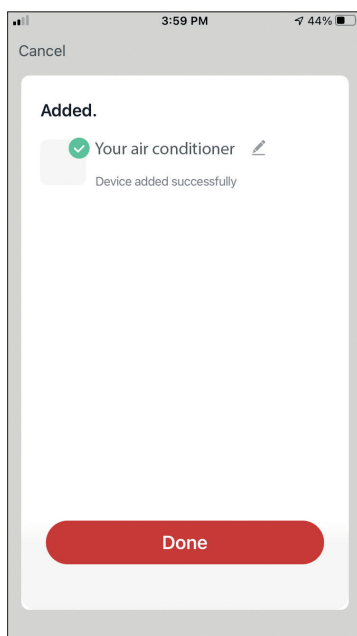 3:59 PM
44%
Cancel
Added.
Your air conditioner
Device added successfully
Done